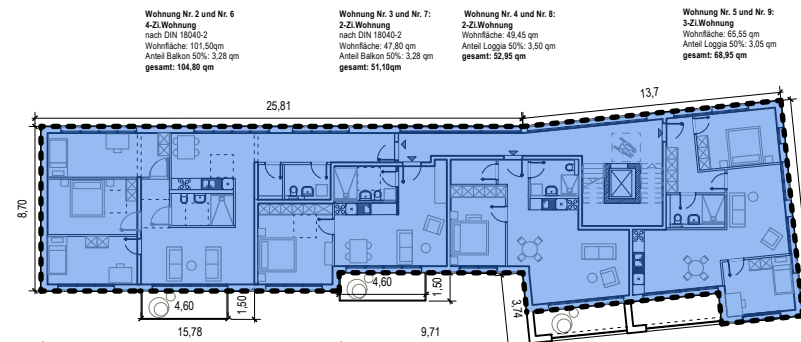 Wohnung Nr. 2 und Nr. 6
4-Zi.Wohnung
nach DIN 18040-2
Wohnfläche: 101,50qm
Anteil Balkon 50%: 3,28 qm
gesamt: 104,80 qm
Wohnung Nr. 3 und Nr. 7:
2-Zi.Wohnung
nach DIN 18040-2
Wohnfläche: 47,80 qm
Anteil Balkon 50%: 3,28 qm
gesamt: 51,10qm
Wohnung Nr. 4 und Nr. 8:
2-Zi.Wohnung
Wohnfläche: 49,45 qm
Anteil Loggia 50%: 3,50 qm
gesamt: 52,95 qm
Wohnung Nr. 5 und Nr. 9:
3-Zi.Wohnung
Wohnfläche: 65,55 qm
Anteil Loggia 50%: 3,05 qm
gesamt: 68,95 qm
25,81
13,7
8,70
4,60
1,50
4,60
1,50
3,74
15,78
9,71